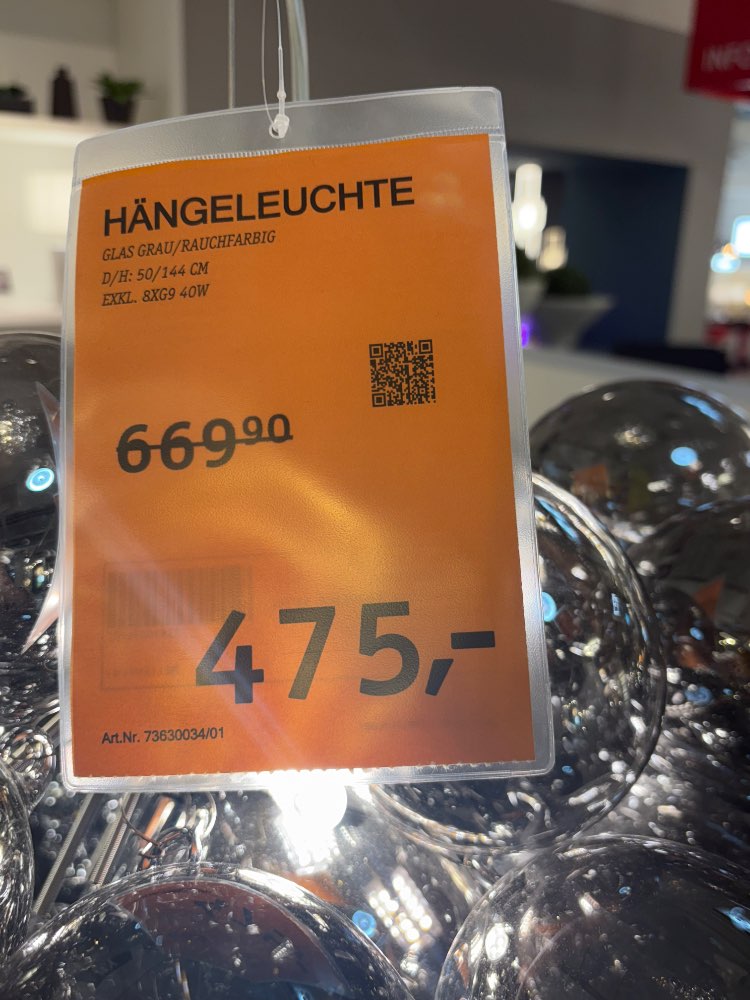 HÄNGELEUCHTE
GLAS GRAU/RAUCHFARBIG
D/H: 50/144 CM
EXKL. 8XG9 40W
669 90
475,-
Art.Nr. 73630034/01